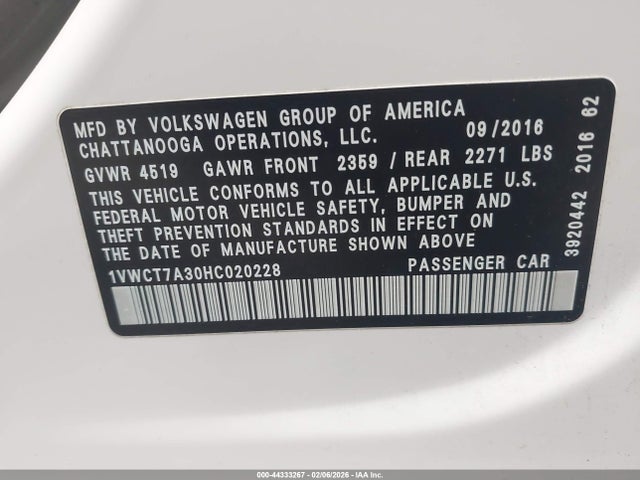 MFD BY VOLKSWAGEN GROUP OF AMERICA
CHATTANOOGA OPERATIONS, LLC. 09/2016
GVWR 4519 GAWR FRONT 2359 / REAR 2271 LBS
THIS VEHICLE CONFORMS TO ALL APPLICABLE U.S.
FEDERAL MOTOR VEHICLE SAFETY, BUMPER AND
THEFT PREVENTION STANDARDS IN EFFECT ON
THE DATE OF MANUFACTURE SHOWN ABOVE
1VWCT7A30HC020228 PASSENGER CAR
3920442 2016 62
000-44333267 - 02/06/2026 - IAA Inc.